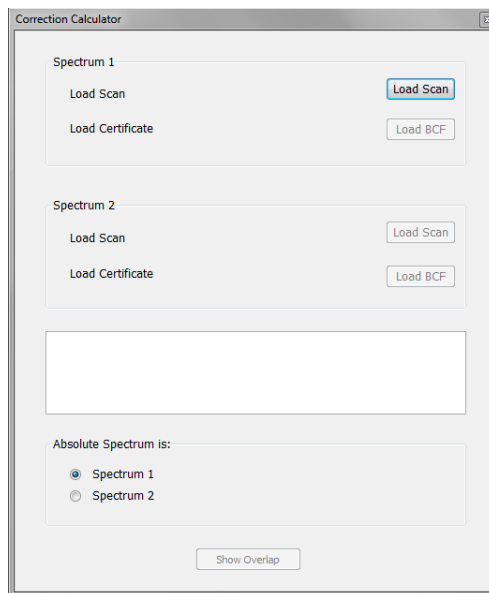 Correction Calculator
Spectrum 1
Load Scan Load Scan
Load Certificate Load BCF
Spectrum 2
Load Scan Load Scan
Load Certificate Load BCF
Absolute Spectrum is:
Spectrum 1
Spectrum 2
Show Overlap